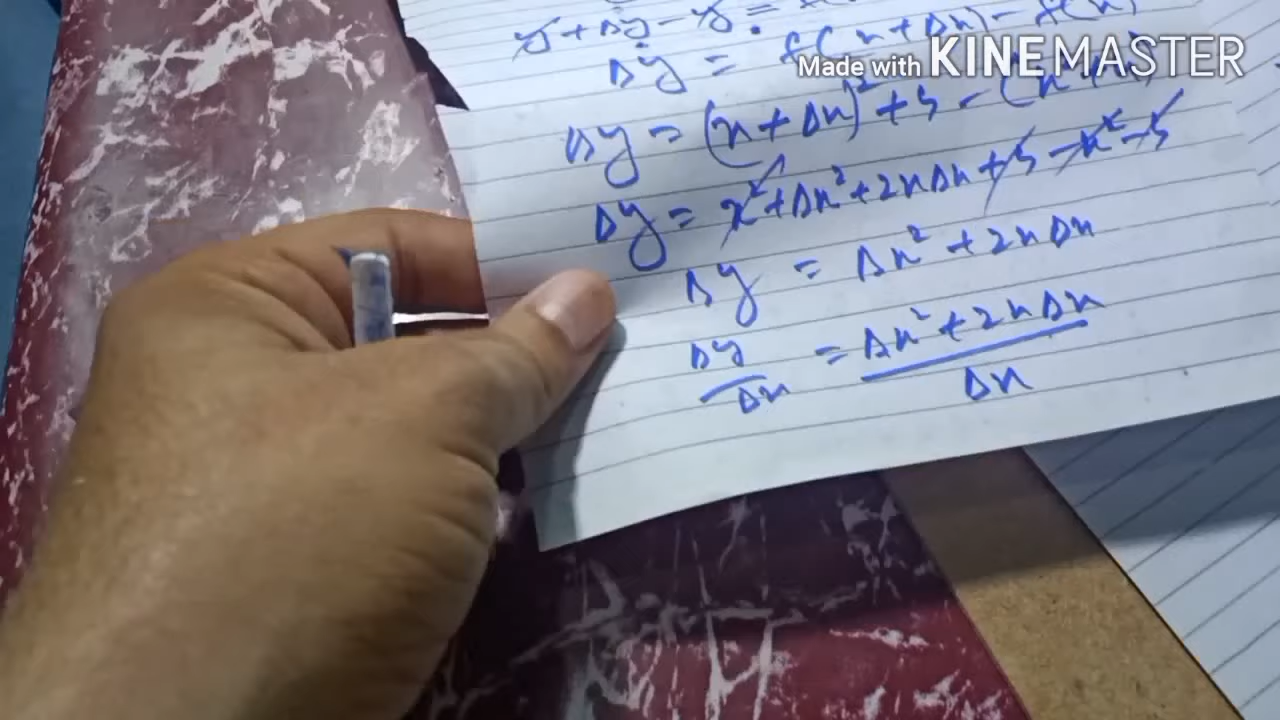 y + Δy - y = f(
Δy = f(x + Δx) - f(x)
Made with KINEMASTER
Δy = (x + Δx)² + 5 - (x² + 5)
Δy = x² + Δx² + 2xΔx + 5 - x² - 5
Δy = Δx² + 2xΔx
Δy/Δx = (Δx² + 2xΔx)/Δx